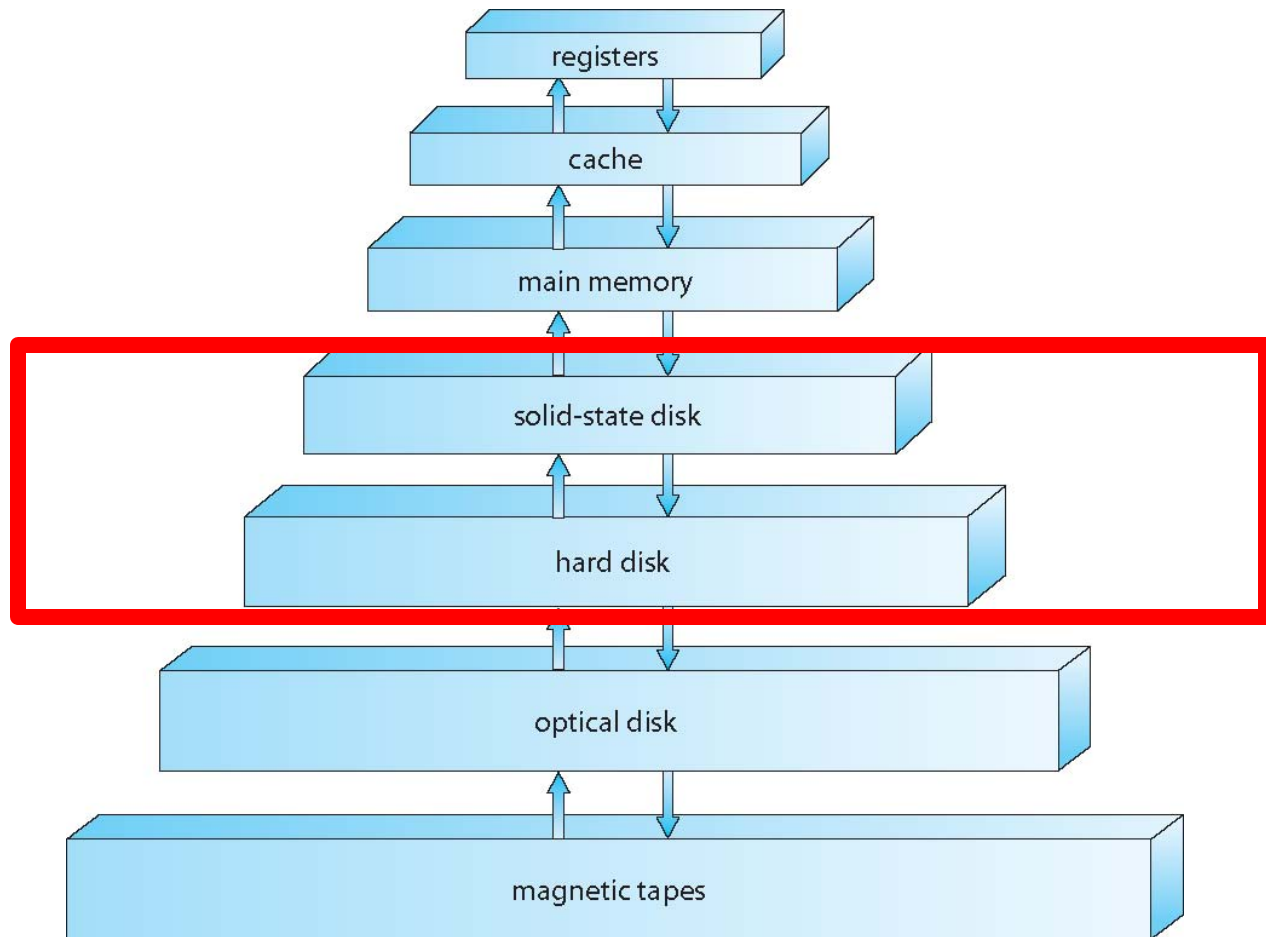 registers
cache
main memory
solid-state disk
hard disk
optical disk
magnetic tapes